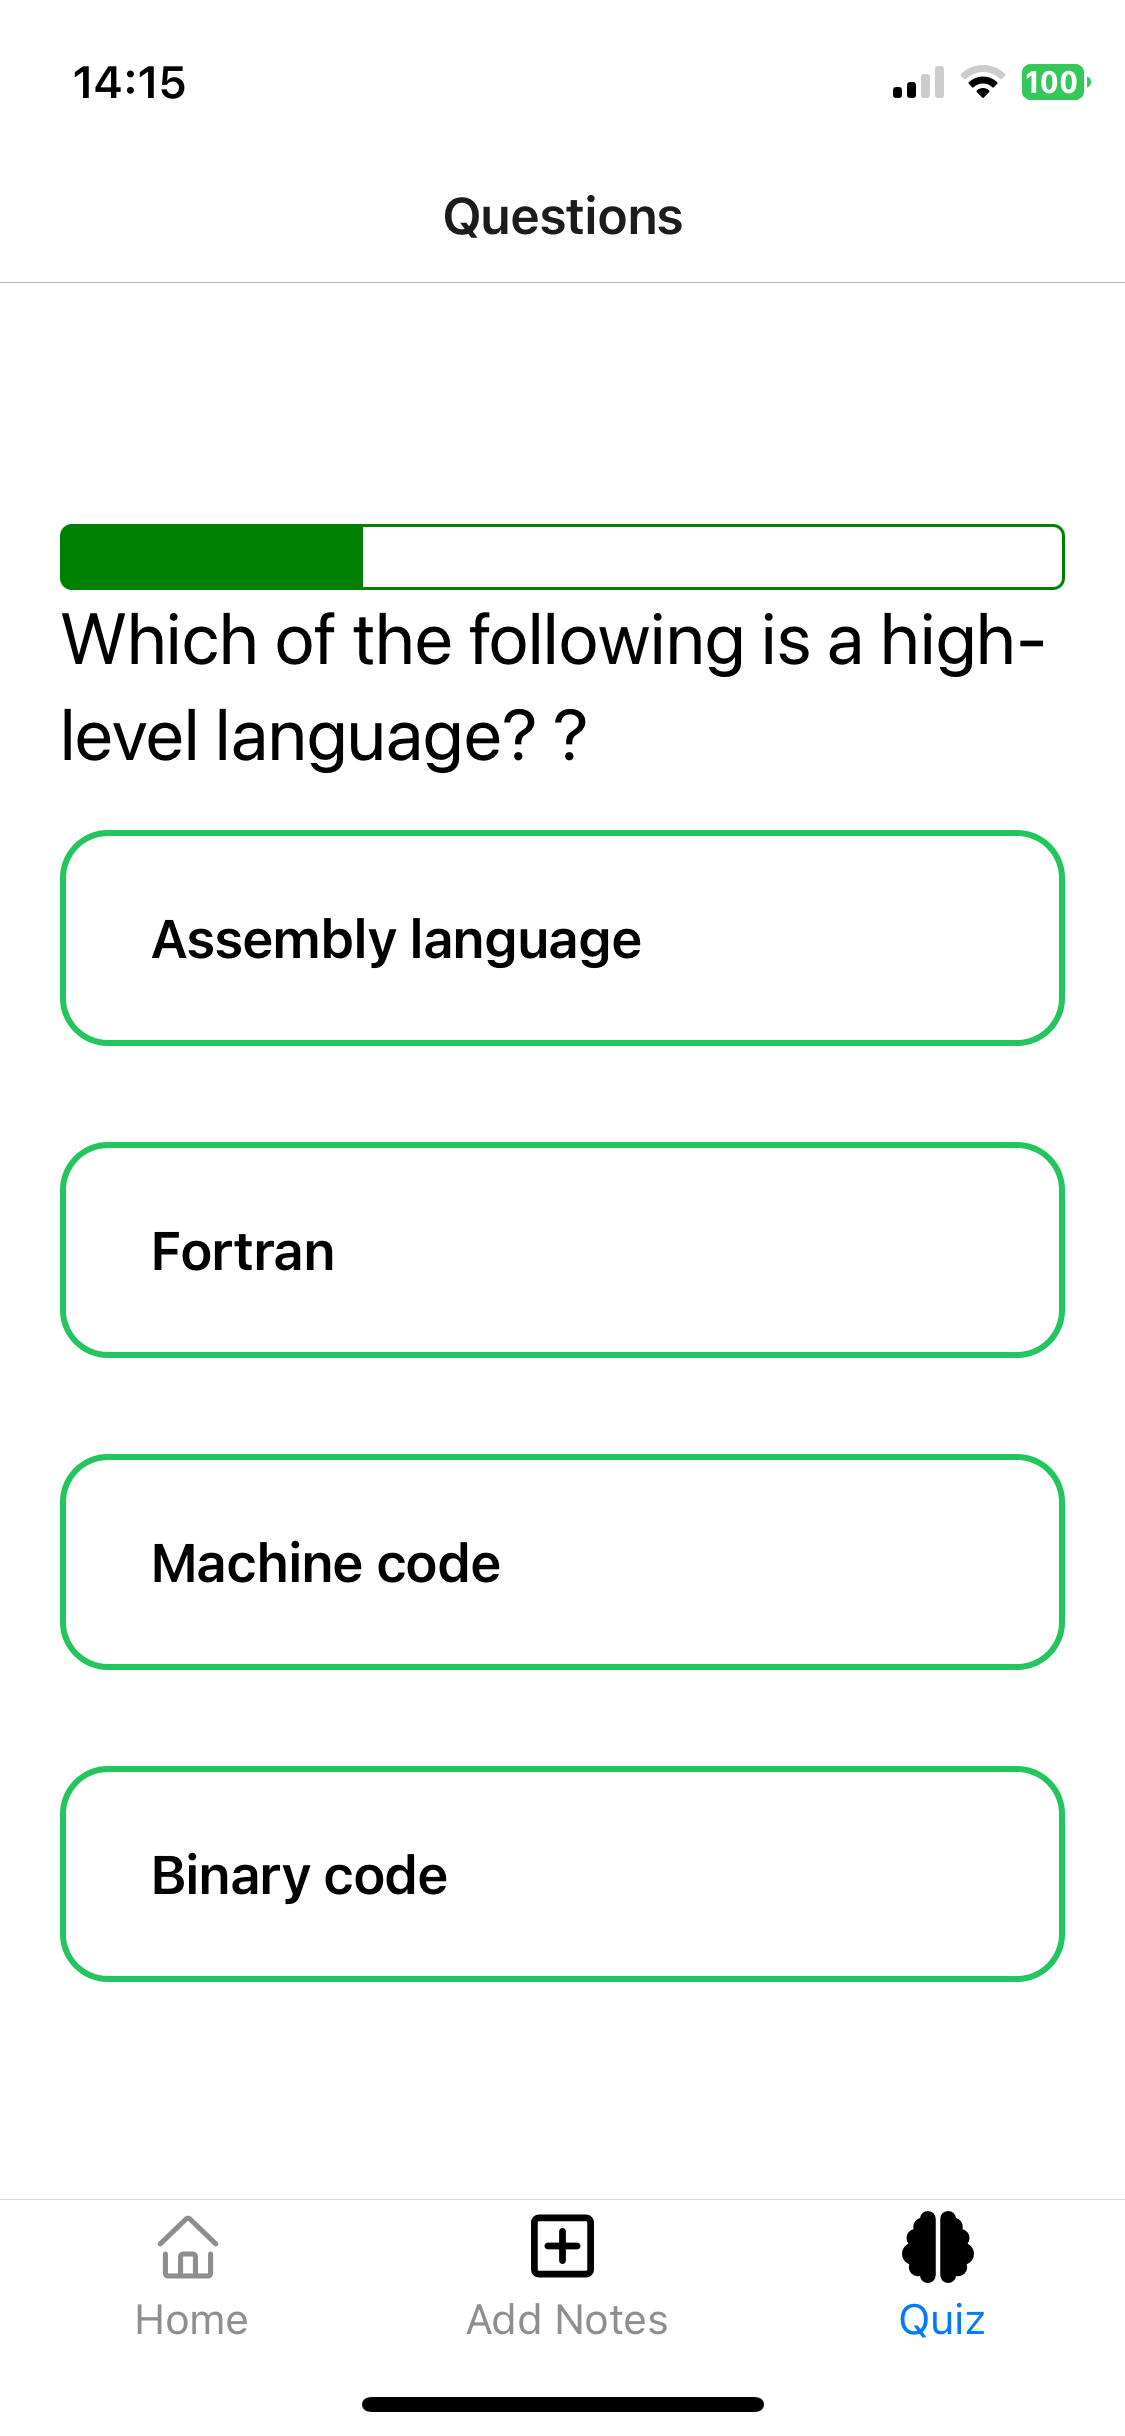 14:15
100
Questions
Which of the following is a high-
level language? ?
Assembly language
Fortran
Machine code
Binary code
Home
Add Notes
Quiz